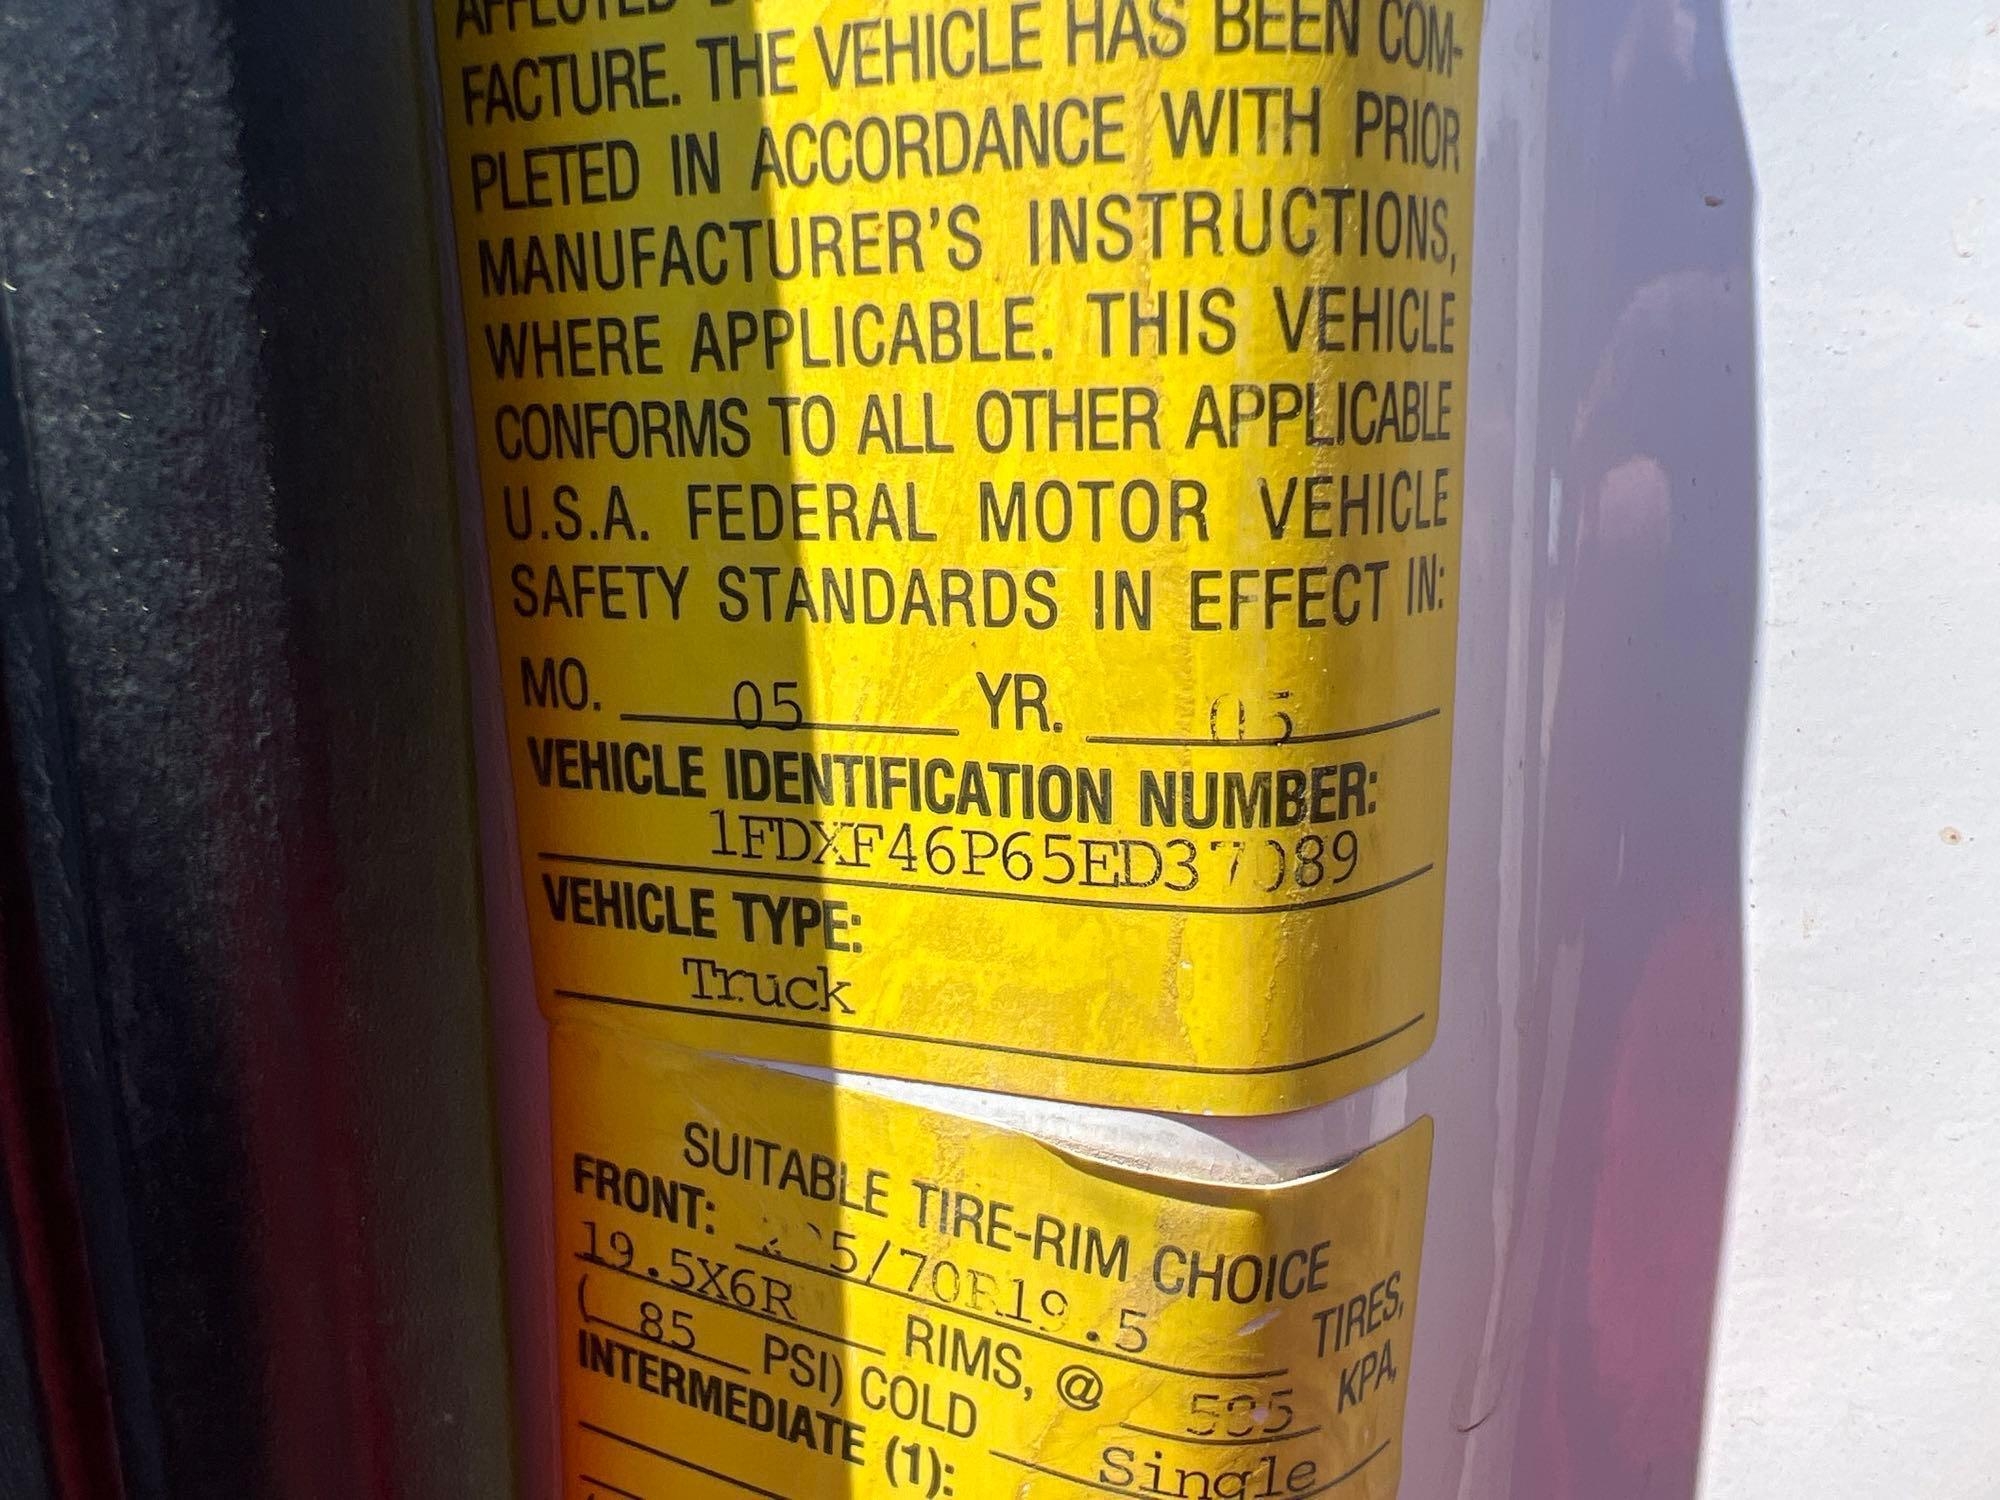 FACTURE. THE VEHICLE HAS BEEN COM-
PLETED IN ACCORDANCE WITH PRIOR
MANUFACTURER'S INSTRUCTIONS,
WHERE APPLICABLE. THIS VEHICLE
CONFORMS TO ALL OTHER APPLICABLE
U.S.A. FEDERAL MOTOR VEHICLE
SAFETY STANDARDS IN EFFECT IN:
MO. 05 YR. 05
VEHICLE IDENTIFICATION NUMBER:
1FDXF46P65ED37089
VEHICLE TYPE:
Truck
SUITABLE TIRE-RIM CHOICE
FRONT: TIRES,
19.5X6R RIMS, @ KPA,
( 85 PSI) COLD Single
INTERMEDIATE (1):